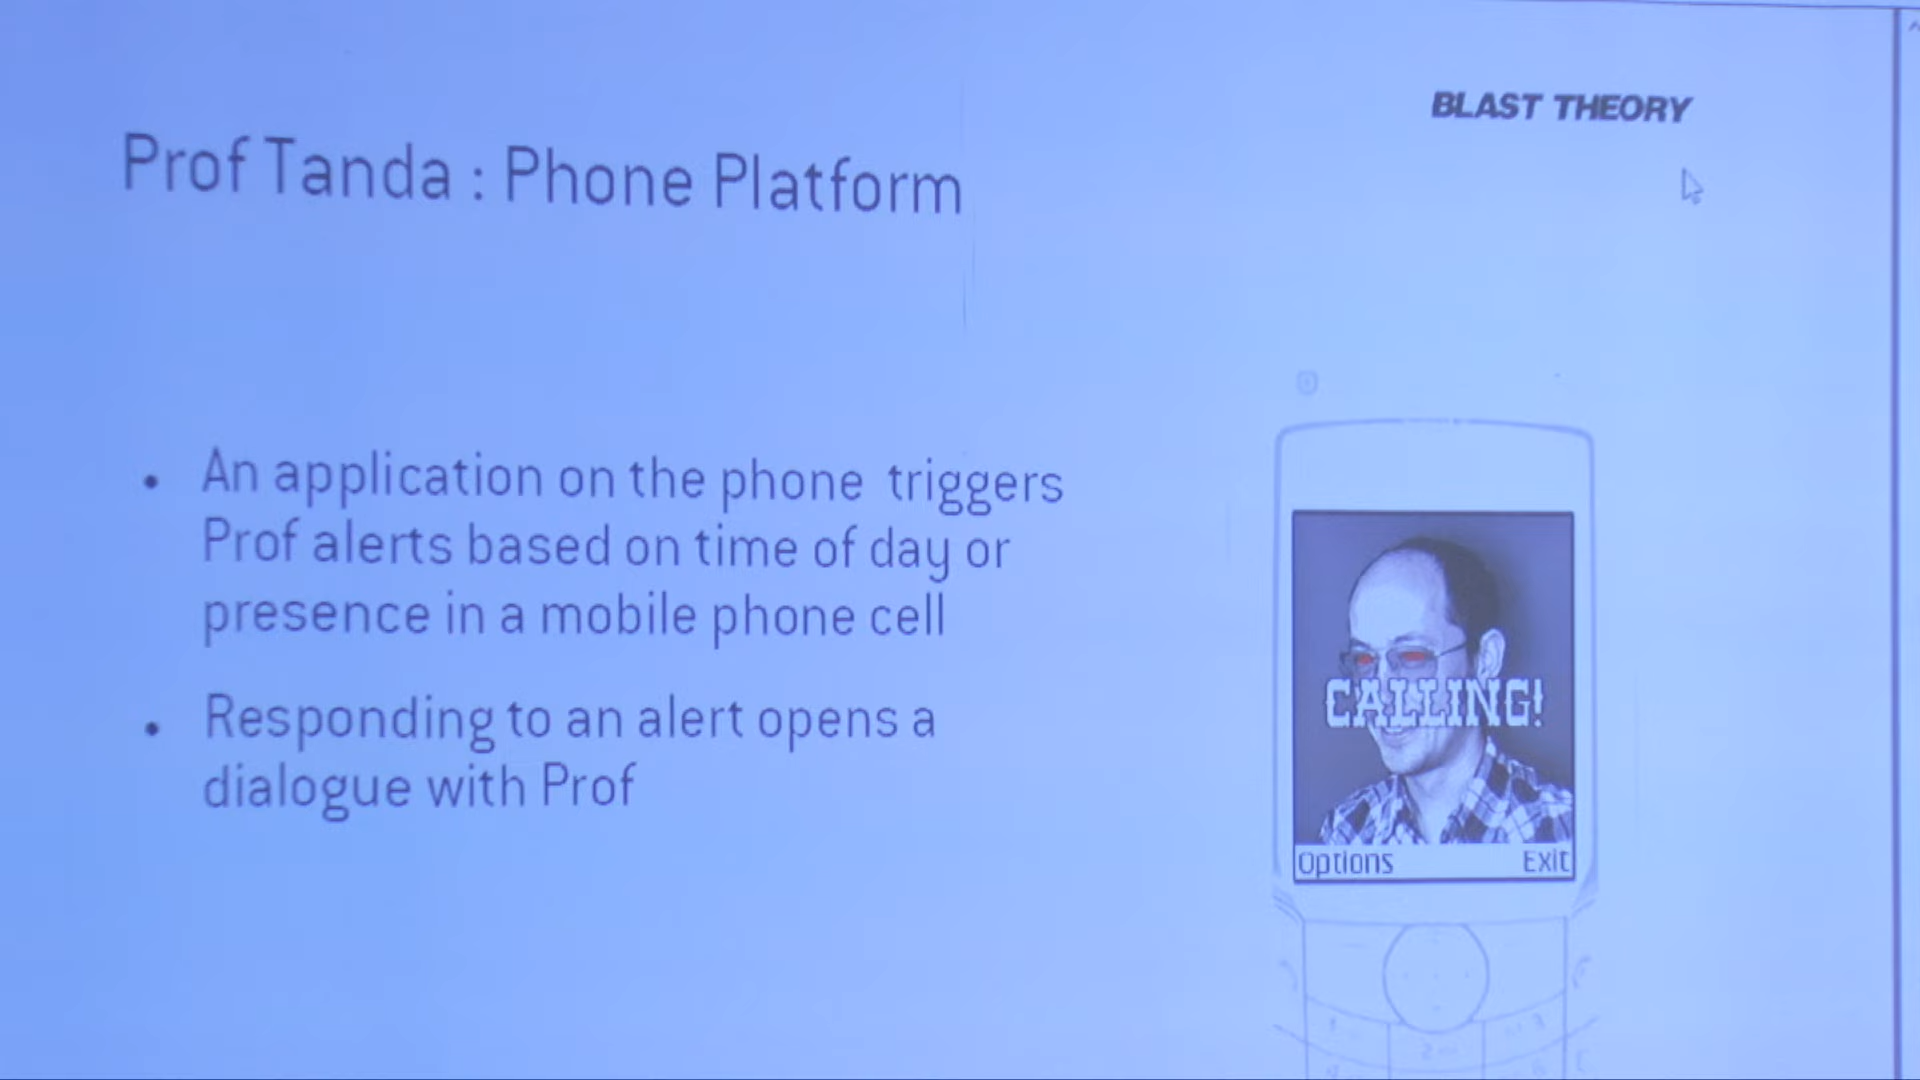 BLAST THEORY
Prof Tanda : Phone Platform
• An application on the phone triggers
Prof alerts based on time of day or
presence in a mobile phone cell
• Responding to an alert opens a
dialogue with Prof
CALLING!
Options Exit